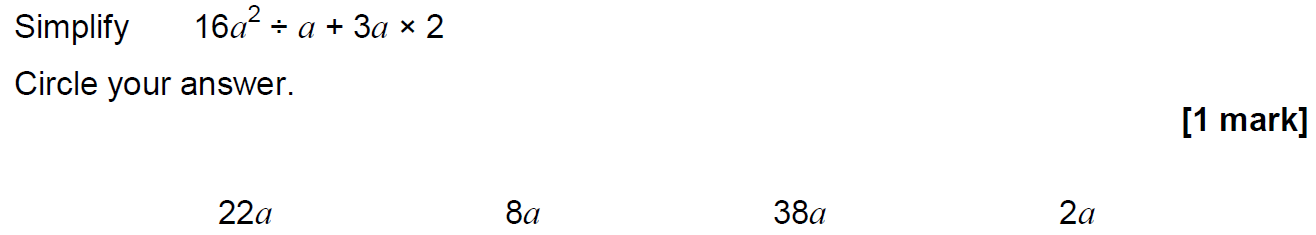 Simplify 16a² ÷ a + 3a × 2
Circle your answer.
[1 mark]
22a 8a 38a 2a